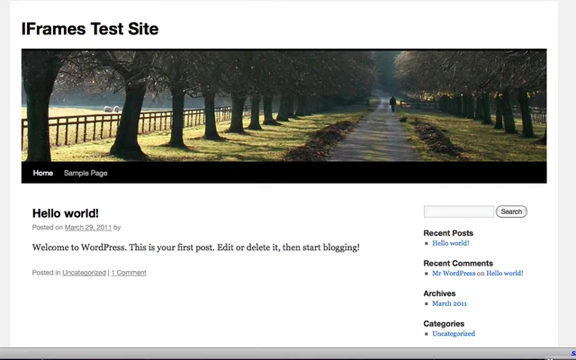 IFrames Test Site
Home Sample Page
Hello world!
Posted on March 29, 2011 by
Welcome to WordPress. This is your first post. Edit or delete it, then start blogging!
Posted in Uncategorized | 1 Comment
Search
Recent Posts
Hello world!
Recent Comments
Mr WordPress on Hello world!
Archives
March 2011
Categories
Uncategorized